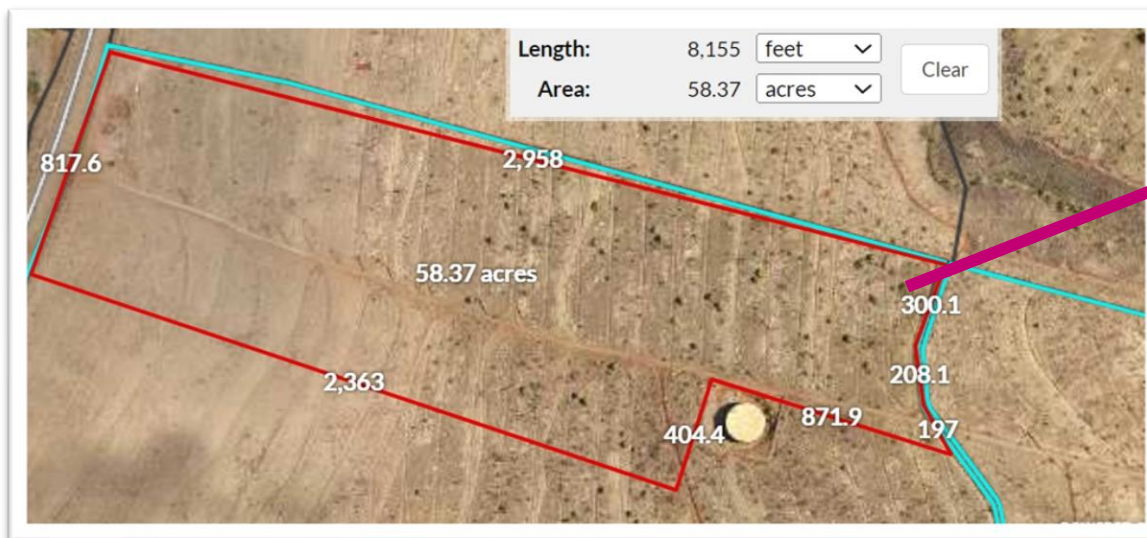 Length: 8,155 feet
Area: 58.37 acres
Clear
817.6
2,958
58.37 acres
300.1
208.1
2,363
871.9
404.4
197